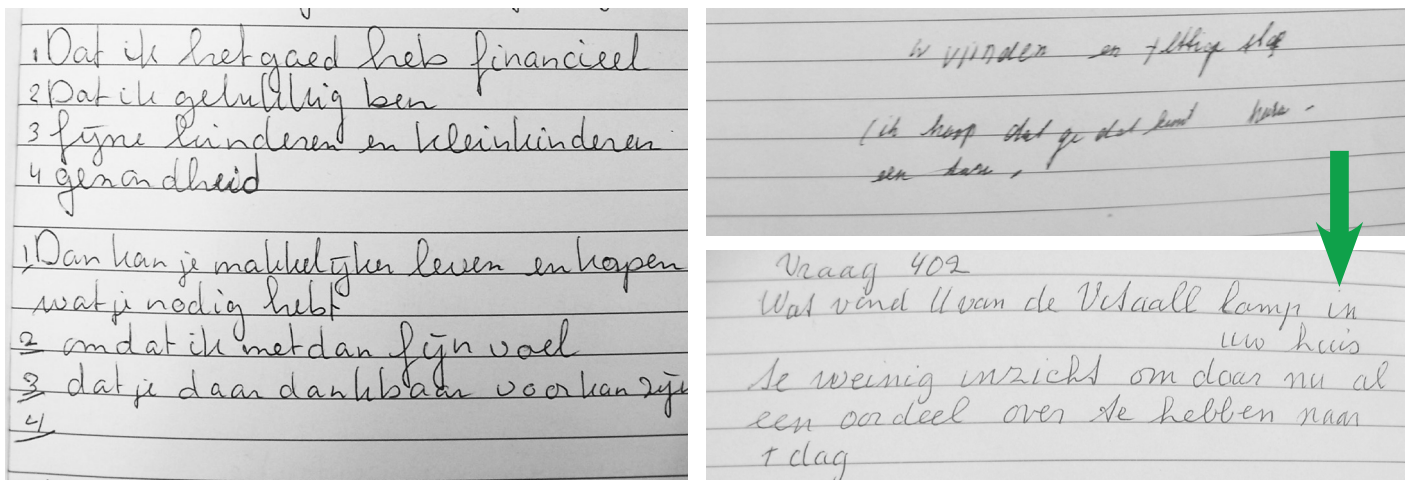 1 Dat ik het goed heb financieel
2 Dat ik gelukkig ben
3 fijne kinderen en kleinkinderen
4 gezondheid
1, Dan kan je makkelijker leven en kopen
wat je nodig hebt
2 omdat ik met dan fijn voel
3 dat je daar dankbaar voor kan zijn
4
vrinden en
(ik hoop dat ge dat kunt
een
Vraag 402
Wat vind U van de lamp in
uw huis
te weinig inzicht om daar nu al
een oordeel over te hebben naar
1 dag